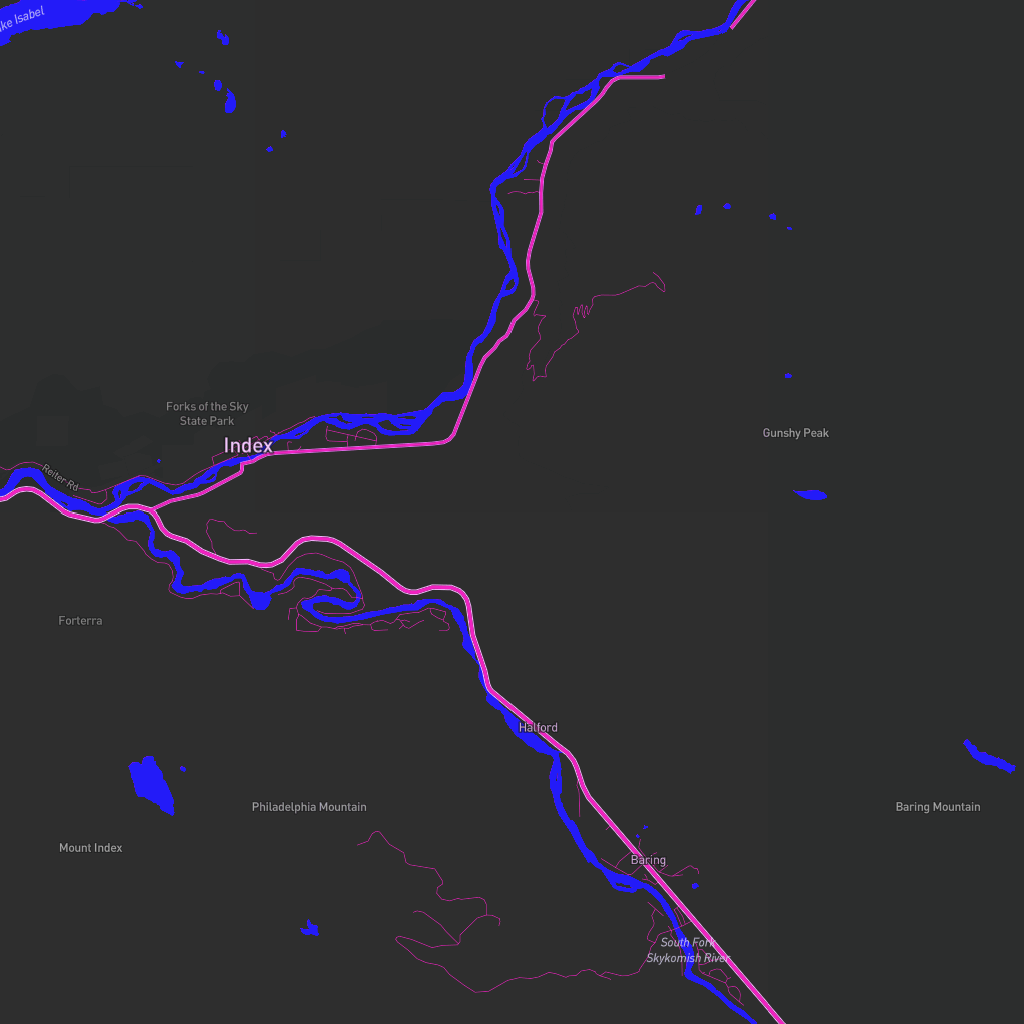 Isabel
Forks of the Sky
State Park
Index
Gunshy Peak
Reiter Rd
Forterra
Halford
Philadelphia Mountain
Baring Mountain
Mount Index
Baring
South Fork
Skykomish River